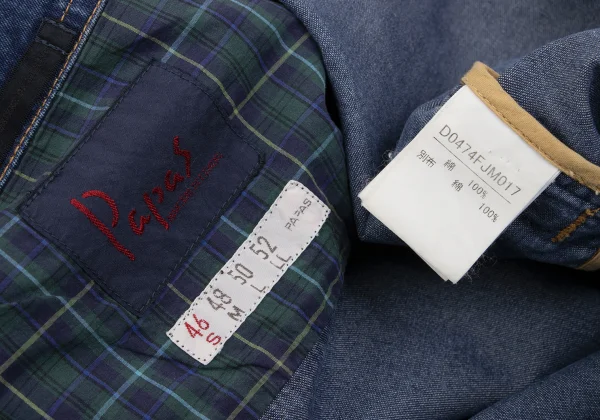 Papas
46 48 50 52
S M L LL
PAPAS
D0474FJM017
綿 100%
別布 綿 100%